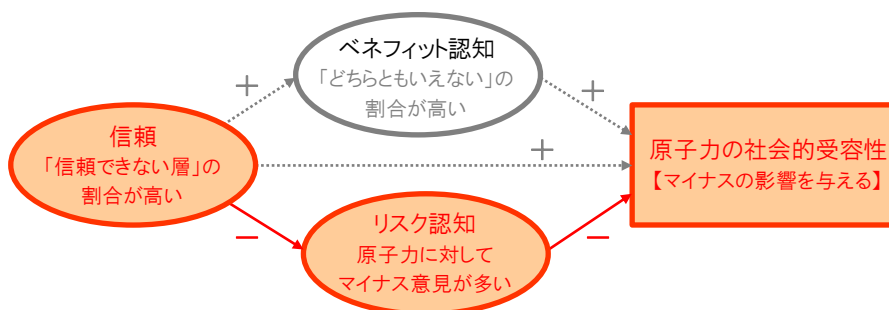 ベネフィット認知
「どちらともいえない」の
割合が高い
+
+
信頼
「信頼できない層」の
割合が高い
+
原子力の社会的受容性
【マイナスの影響を与える】
−
リスク認知
原子力に対して
マイナス意見が多い
−